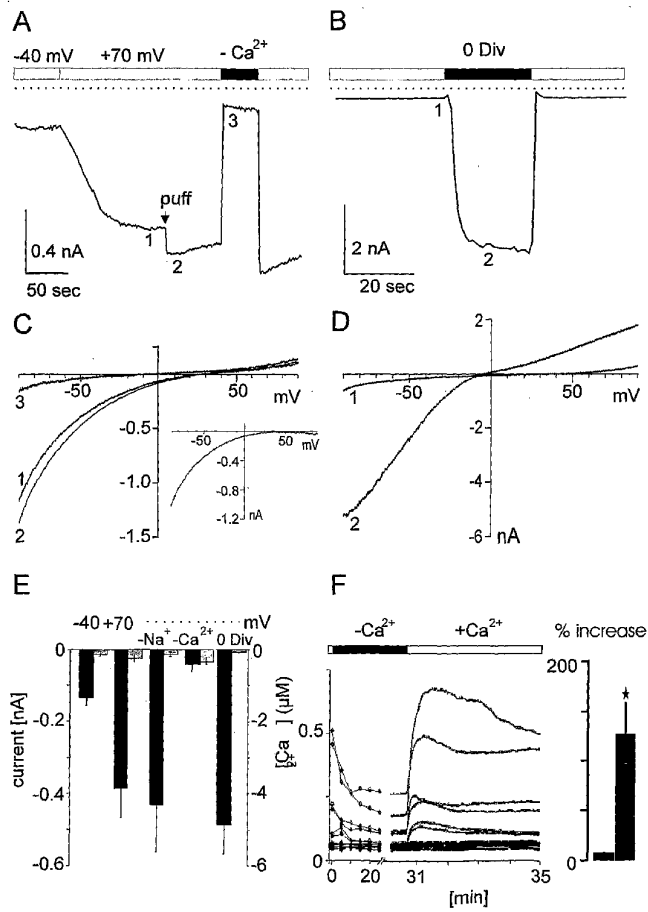 A
B
-40 mV +70 mV - Ca2+
0 Div
3
1
puff
1
2
2
0.4 nA
50 sec
2 nA
20 sec
C
D
-50 50 mV
3
-0.5
1
-1.0
2
-1.5
-50 50 mV
-0.4
-0.8
-1.2 nA
2
-50 50
1 mV
-2
-4
2
-6 nA
E
F
-40 +70 mV
-Na+ -Ca2+ 0 Div
0 0
-0.2 -2
-0.4 -4
-0.6 -6
current [nA]
[Ca2+] (µM)
-Ca2+ +Ca2+ % increase
200
0.5
0 0
0 20 31 35
[min]